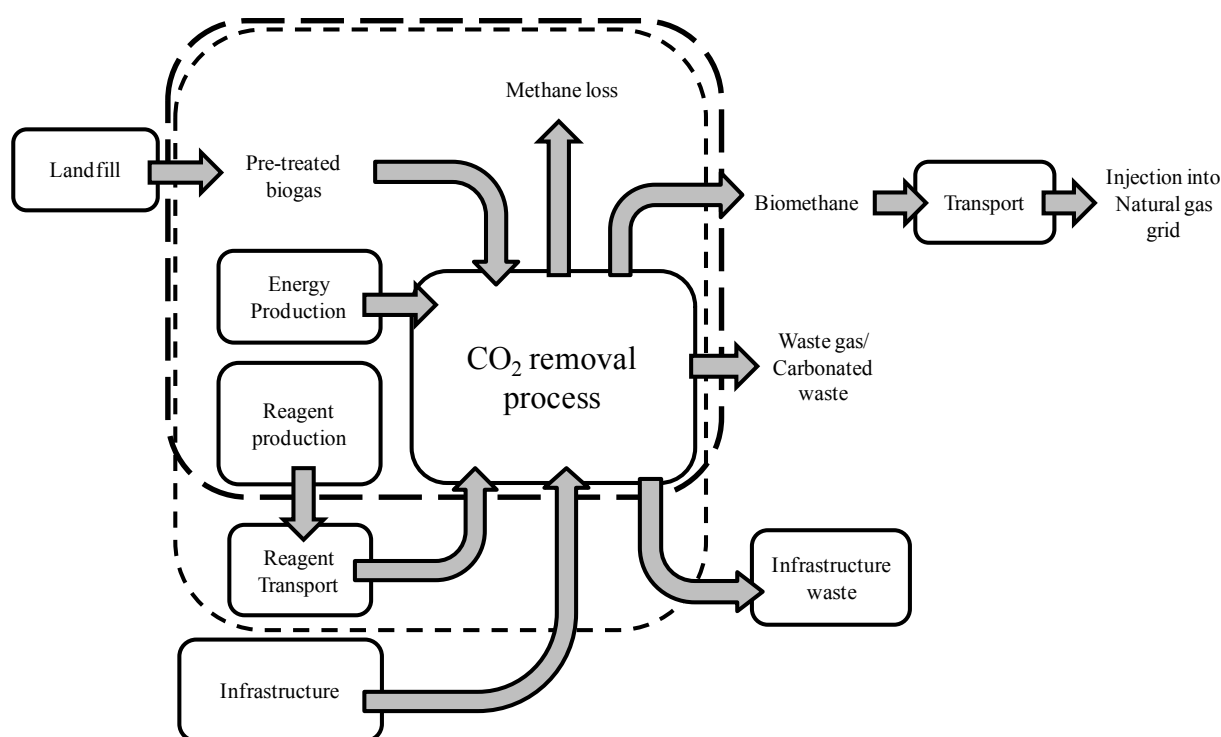 Methane loss
Landfill
Pre-treated
biogas
Biomethane
Transport
Injection into
Natural gas
grid
Energy
Production
CO₂ removal
process
Waste gas/
Carbonated
waste
Reagent
production
Reagent
Transport
Infrastructure
waste
Infrastructure